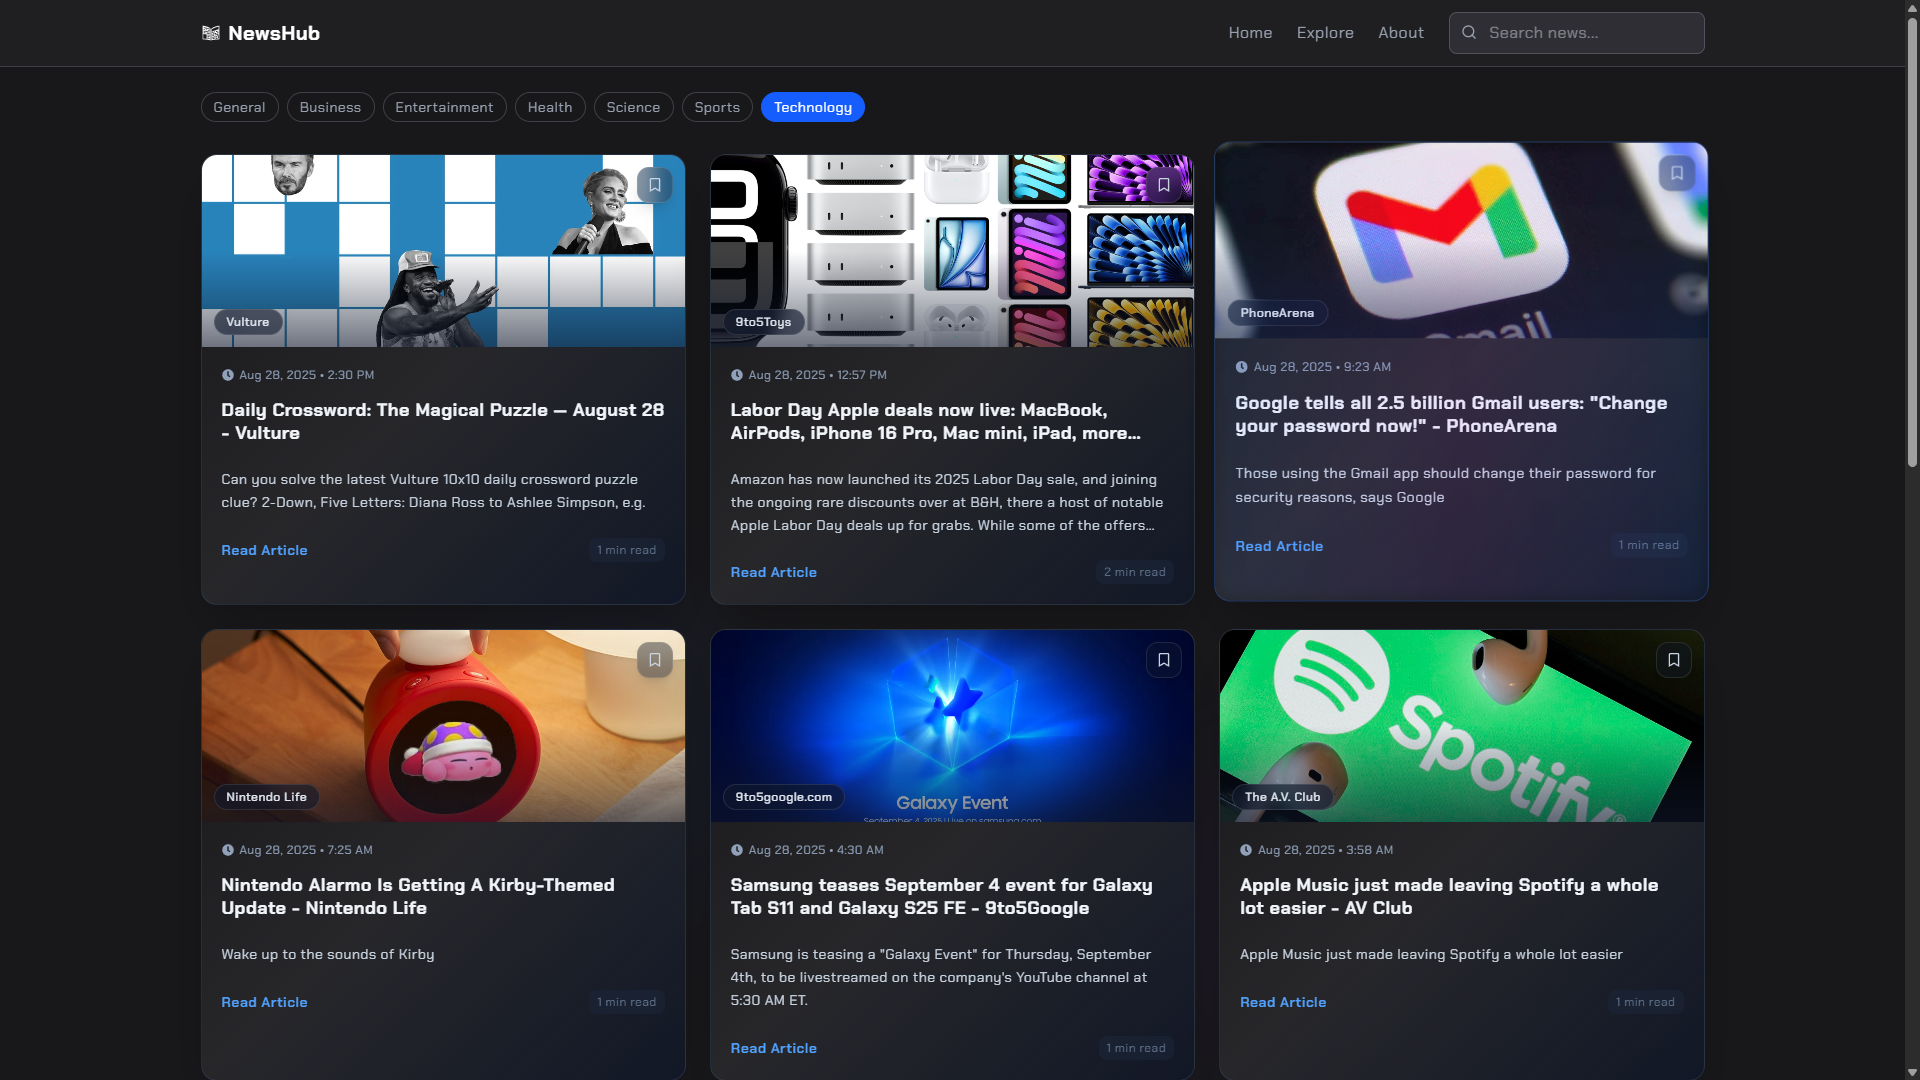 NewsHub
Home
Explore
About
Search news...
General
Business
Entertainment
Health
Science
Sports
Technology
Vulture
Aug 28, 2025 • 2:30 PM
Daily Crossword: The Magical Puzzle — August 28
- Vulture
Can you solve the latest Vulture 10x10 daily crossword puzzle
clue? 2-Down, Five Letters: Diana Ross to Ashlee Simpson, e.g.
Read Article
1 min read
9to5Toys
Aug 28, 2025 • 12:57 PM
Labor Day Apple deals now live: MacBook,
AirPods, iPhone 16 Pro, Mac mini, iPad, more...
Amazon has now launched its 2025 Labor Day sale, and joining
the ongoing rare discounts over at B&H, there a host of notable
Apple Labor Day deals up for grabs. While some of the offers...
Read Article
2 min read
Gmail
PhoneArena
Aug 28, 2025 • 9:23 AM
Google tells all 2.5 billion Gmail users: "Change
your password now!" - PhoneArena
Those using the Gmail app should change their password for
security reasons, says Google
Read Article
1 min read
Nintendo Life
Aug 28, 2025 • 7:25 AM
Nintendo Alarmo Is Getting A Kirby-Themed
Update - Nintendo Life
Wake up to the sounds of Kirby
Read Article
1 min read
Galaxy Event
September 4, 2025 | Live on samsung.com
9to5google.com
Aug 28, 2025 • 4:30 AM
Samsung teases September 4 event for Galaxy
Tab S11 and Galaxy S25 FE - 9to5Google
Samsung is teasing a "Galaxy Event" for Thursday, September
4th, to be livestreamed on the company's YouTube channel at
5:30 AM ET.
Read Article
1 min read
Spotify®
The A.V. Club
Aug 28, 2025 • 3:58 AM
Apple Music just made leaving Spotify a whole
lot easier - AV Club
Apple Music just made leaving Spotify a whole lot easier
Read Article
1 min read